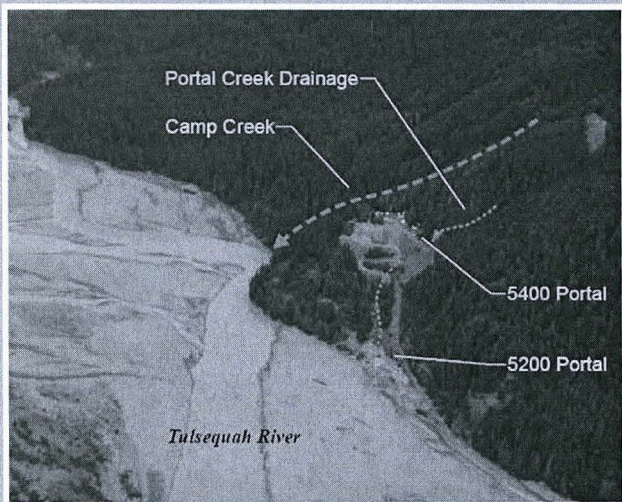 Portal Creek Drainage
Camp Creek
5400 Portal
5200 Portal
Tulsequah River